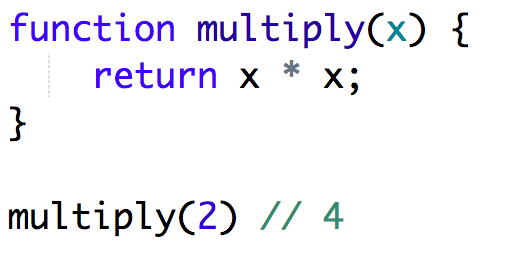 function multiply(x) {
    return x * x;
}

multiply(2) // 4